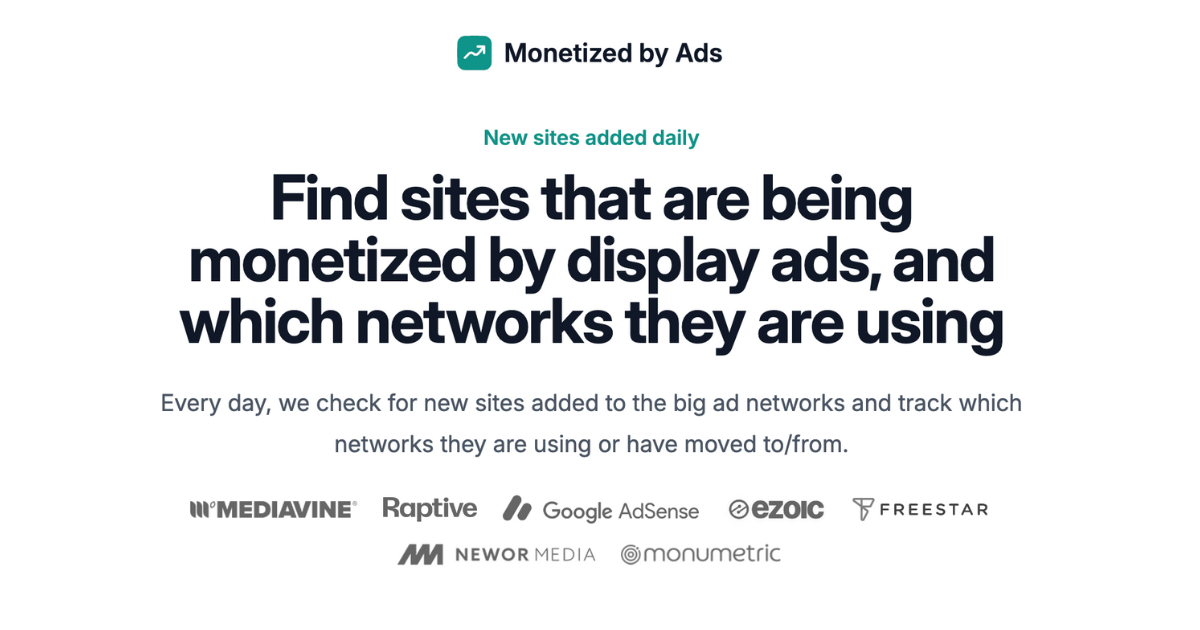 Monetized by Ads
New sites added daily
Find sites that are being
monetized by display ads, and
which networks they are using
Every day, we check for new sites added to the big ad networks and track which
networks they are using or have moved to/from.
MEDIAVINE® Raptive Google AdSense ezoic FREESTAR
NEWOR MEDIA monumetric